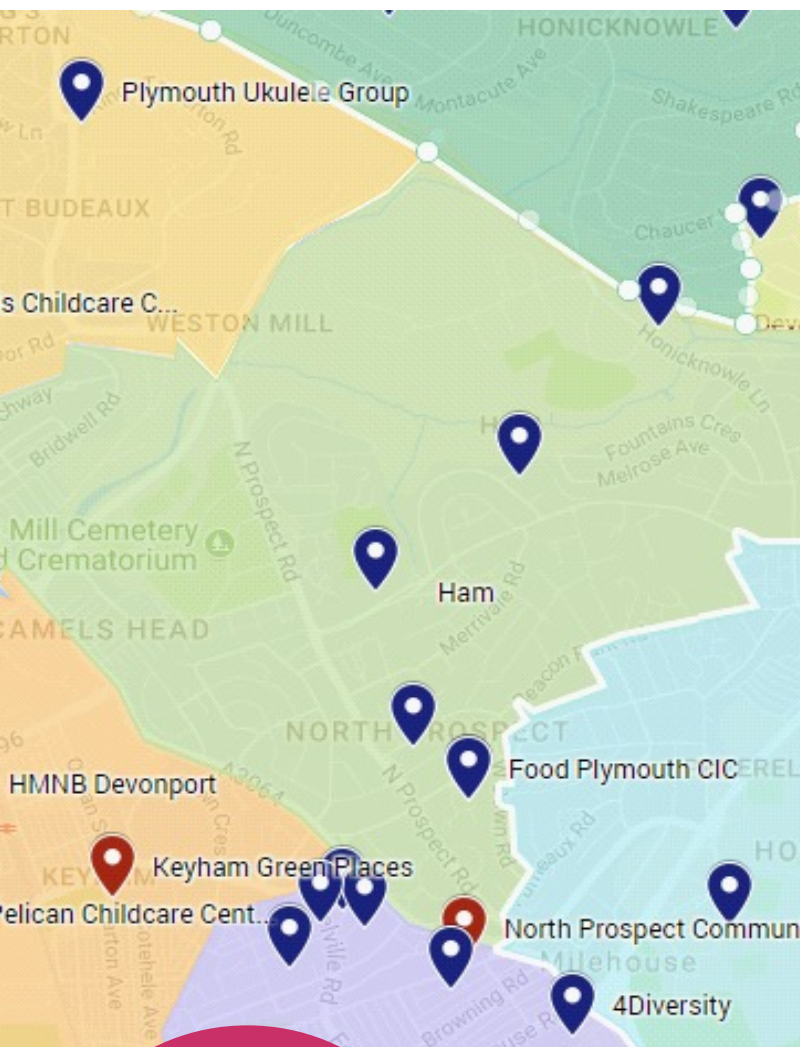 HONICKNOWLE
RTON
Duncombe Ave
Montacute Ave
Plymouth Ukulele Group
Shakespeare Rd
T BUDEAUX
Chaucer
s Childcare C...
WESTON MILL
Honicknowle Ln
Bridwell Rd
Fountains Cres
Melrose Ave
N Prospect Rd
Mill Cemetery
d Crematorium
Ham
Merrivale Rd
CAMELS HEAD
NORTH PROSPECT
Food Plymouth CIC
HMNB Devonport
A2064
N Prospect Rd
Keyham Green Places
Pelican Childcare Cent...
North Prospect Commun
Milehouse
Browning Rd
4Diversity